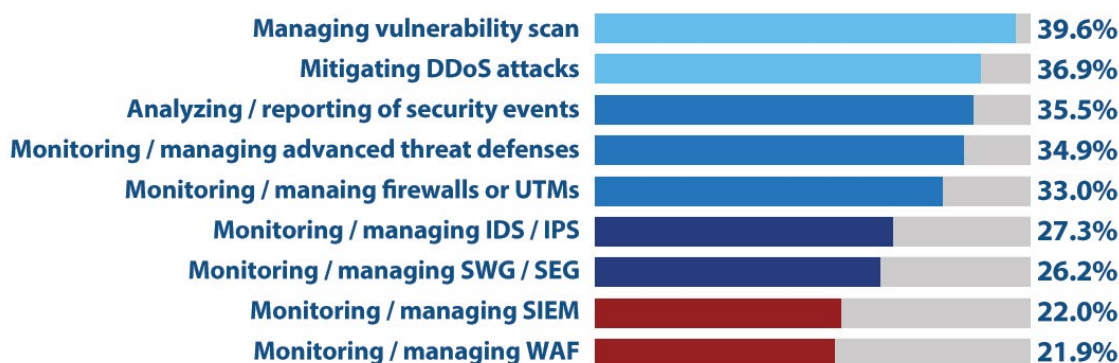 Managing vulnerability scan 39.6%
Mitigating DDoS attacks 36.9%
Analyzing / reporting of security events 35.5%
Monitoring / managing advanced threat defenses 34.9%
Monitoring / manaing firewalls or UTMs 33.0%
Monitoring / managing IDS / IPS 27.3%
Monitoring / managing SWG / SEG 26.2%
Monitoring / managing SIEM 22.0%
Monitoring / managing WAF 21.9%